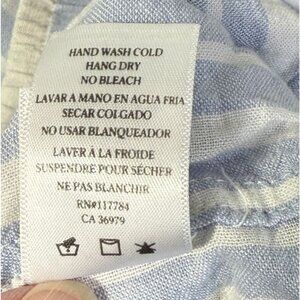 HAND WASH COLD
HANG DRY
NO BLEACH
LAVAR A MANO EN AGUA FRIA
SECAR COLGADO
NO USAR BLANQUEADOR
LAVER À LA FROIDE
SUSPENDRE POUR SÉCHER
NE PAS BLANCHIR
RN#117784
CA 36979